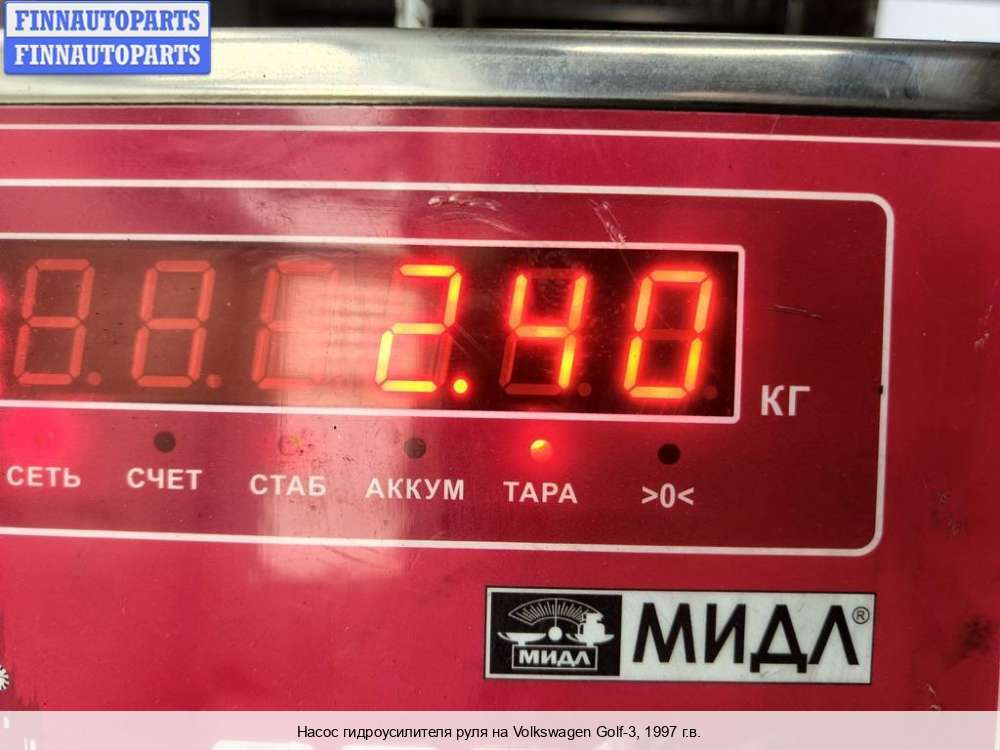 FINNAUTOPARTS
FINNAUTOPARTS
2.40
КГ
СЕТЬ СЧЕТ СТАБ АККУМ ТАРА >0<
МИДЛ МИДЛ®
Насос гидроусилителя руля на Volkswagen Golf-3, 1997 г.в.